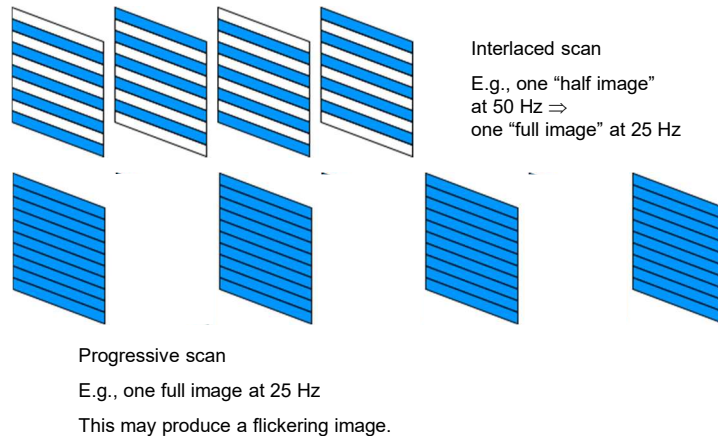 Interlaced scan
E.g., one “half image”
at 50 Hz ⇒
one “full image” at 25 Hz
Progressive scan
E.g., one full image at 25 Hz
This may produce a flickering image.